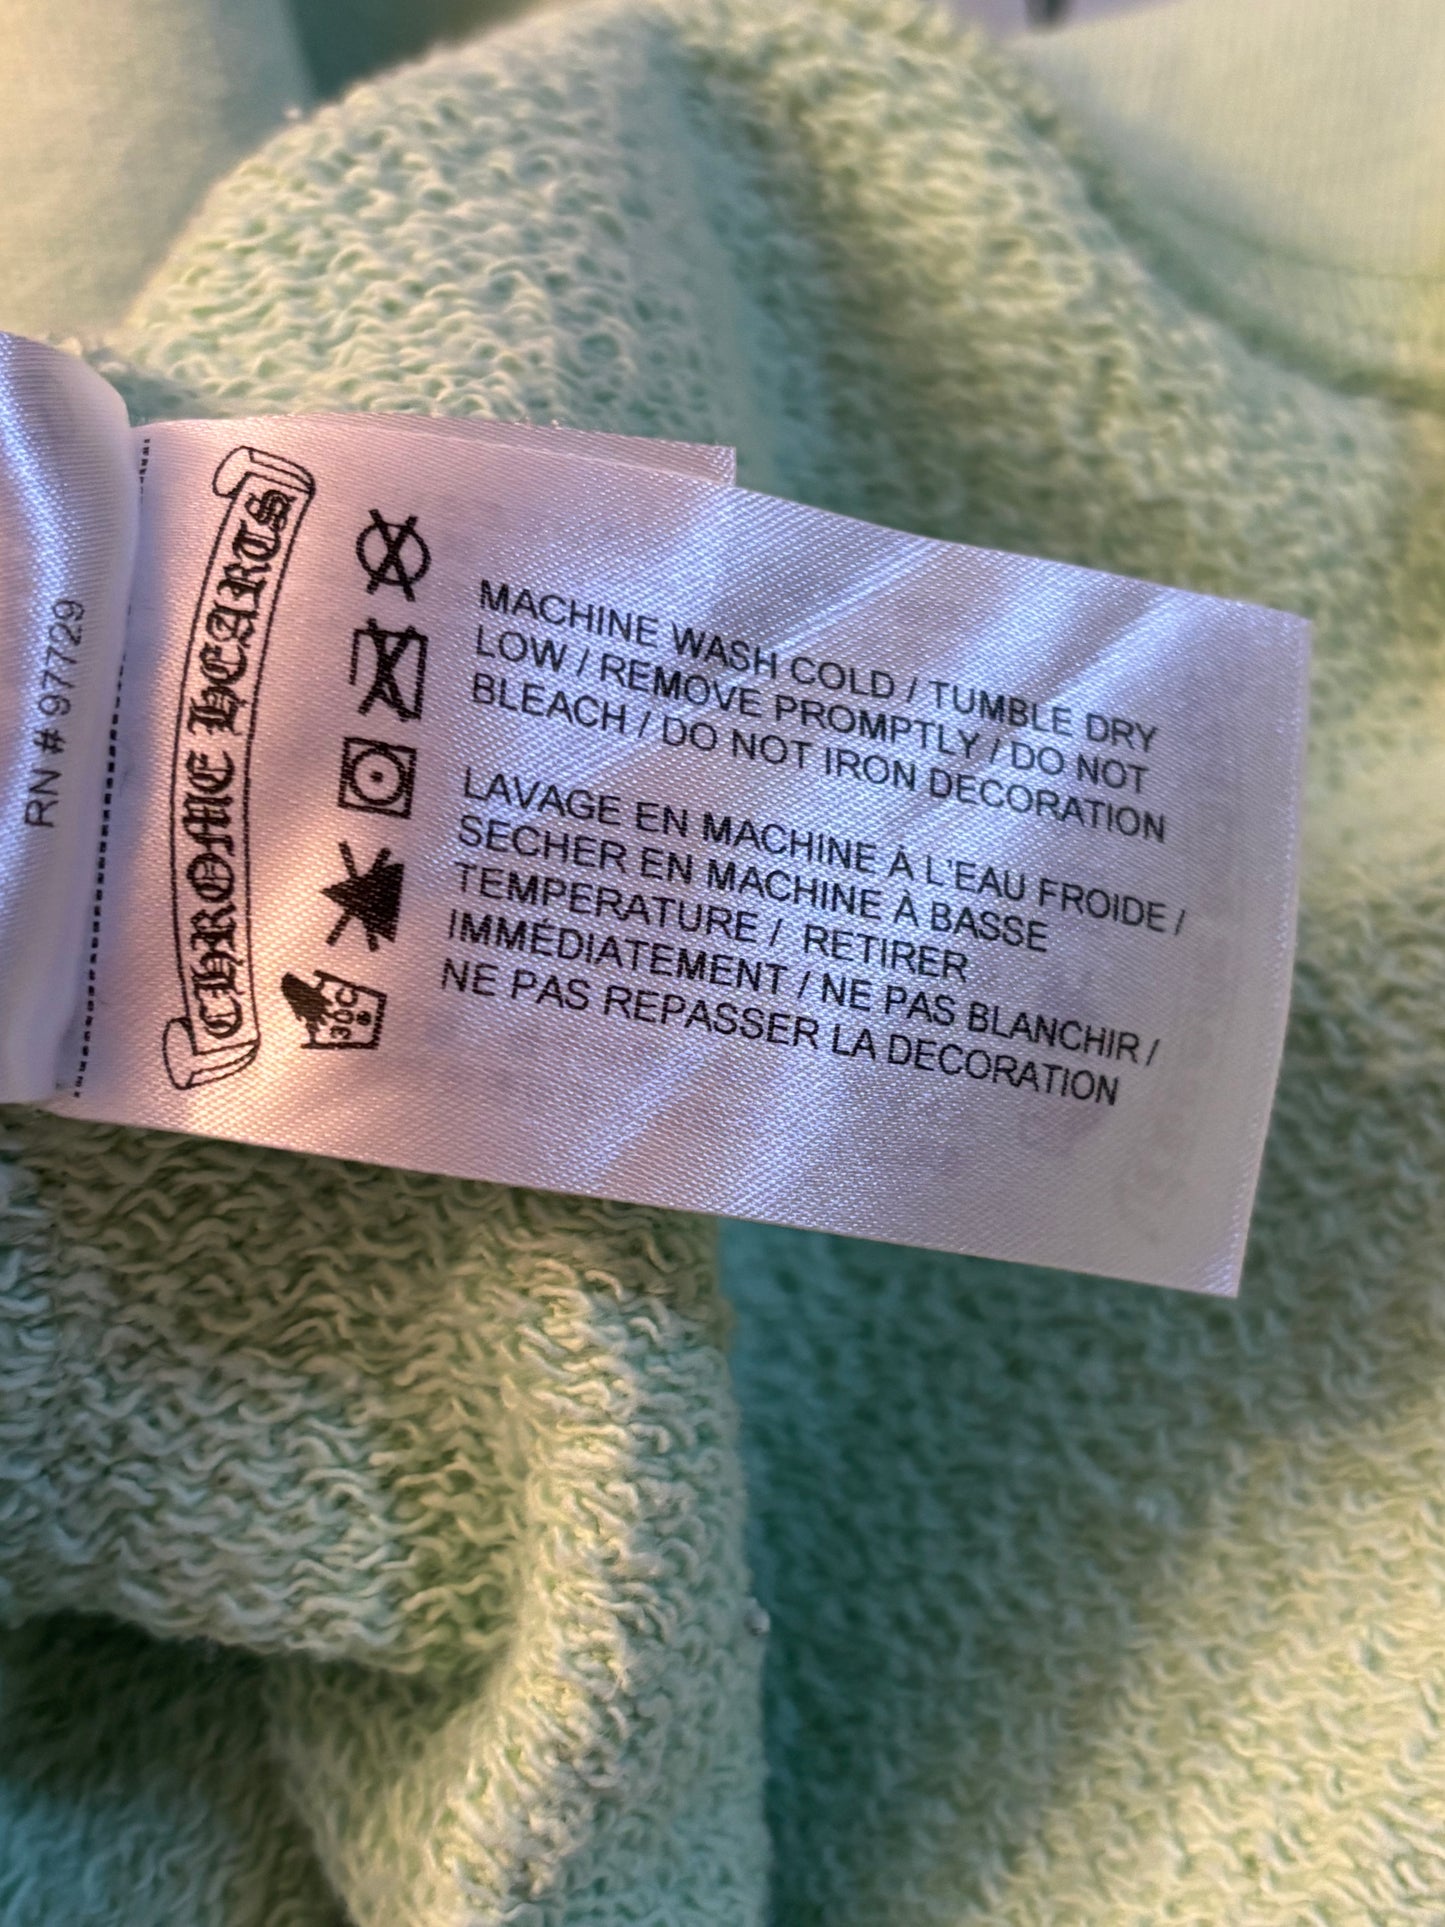 RN # 97729
CHROME HEARTS
30C
MACHINE WASH COLD / TUMBLE DRY
LOW / REMOVE PROMPTLY / DO NOT
BLEACH / DO NOT IRON DECORATION
LAVAGE EN MACHINE À L'EAU FROIDE /
SECHER EN MACHINE À BASSE
TEMPERATURE / RETIRER
IMMÉDIATEMENT / NE PAS BLANCHIR /
NE PAS REPASSER LA DECORATION